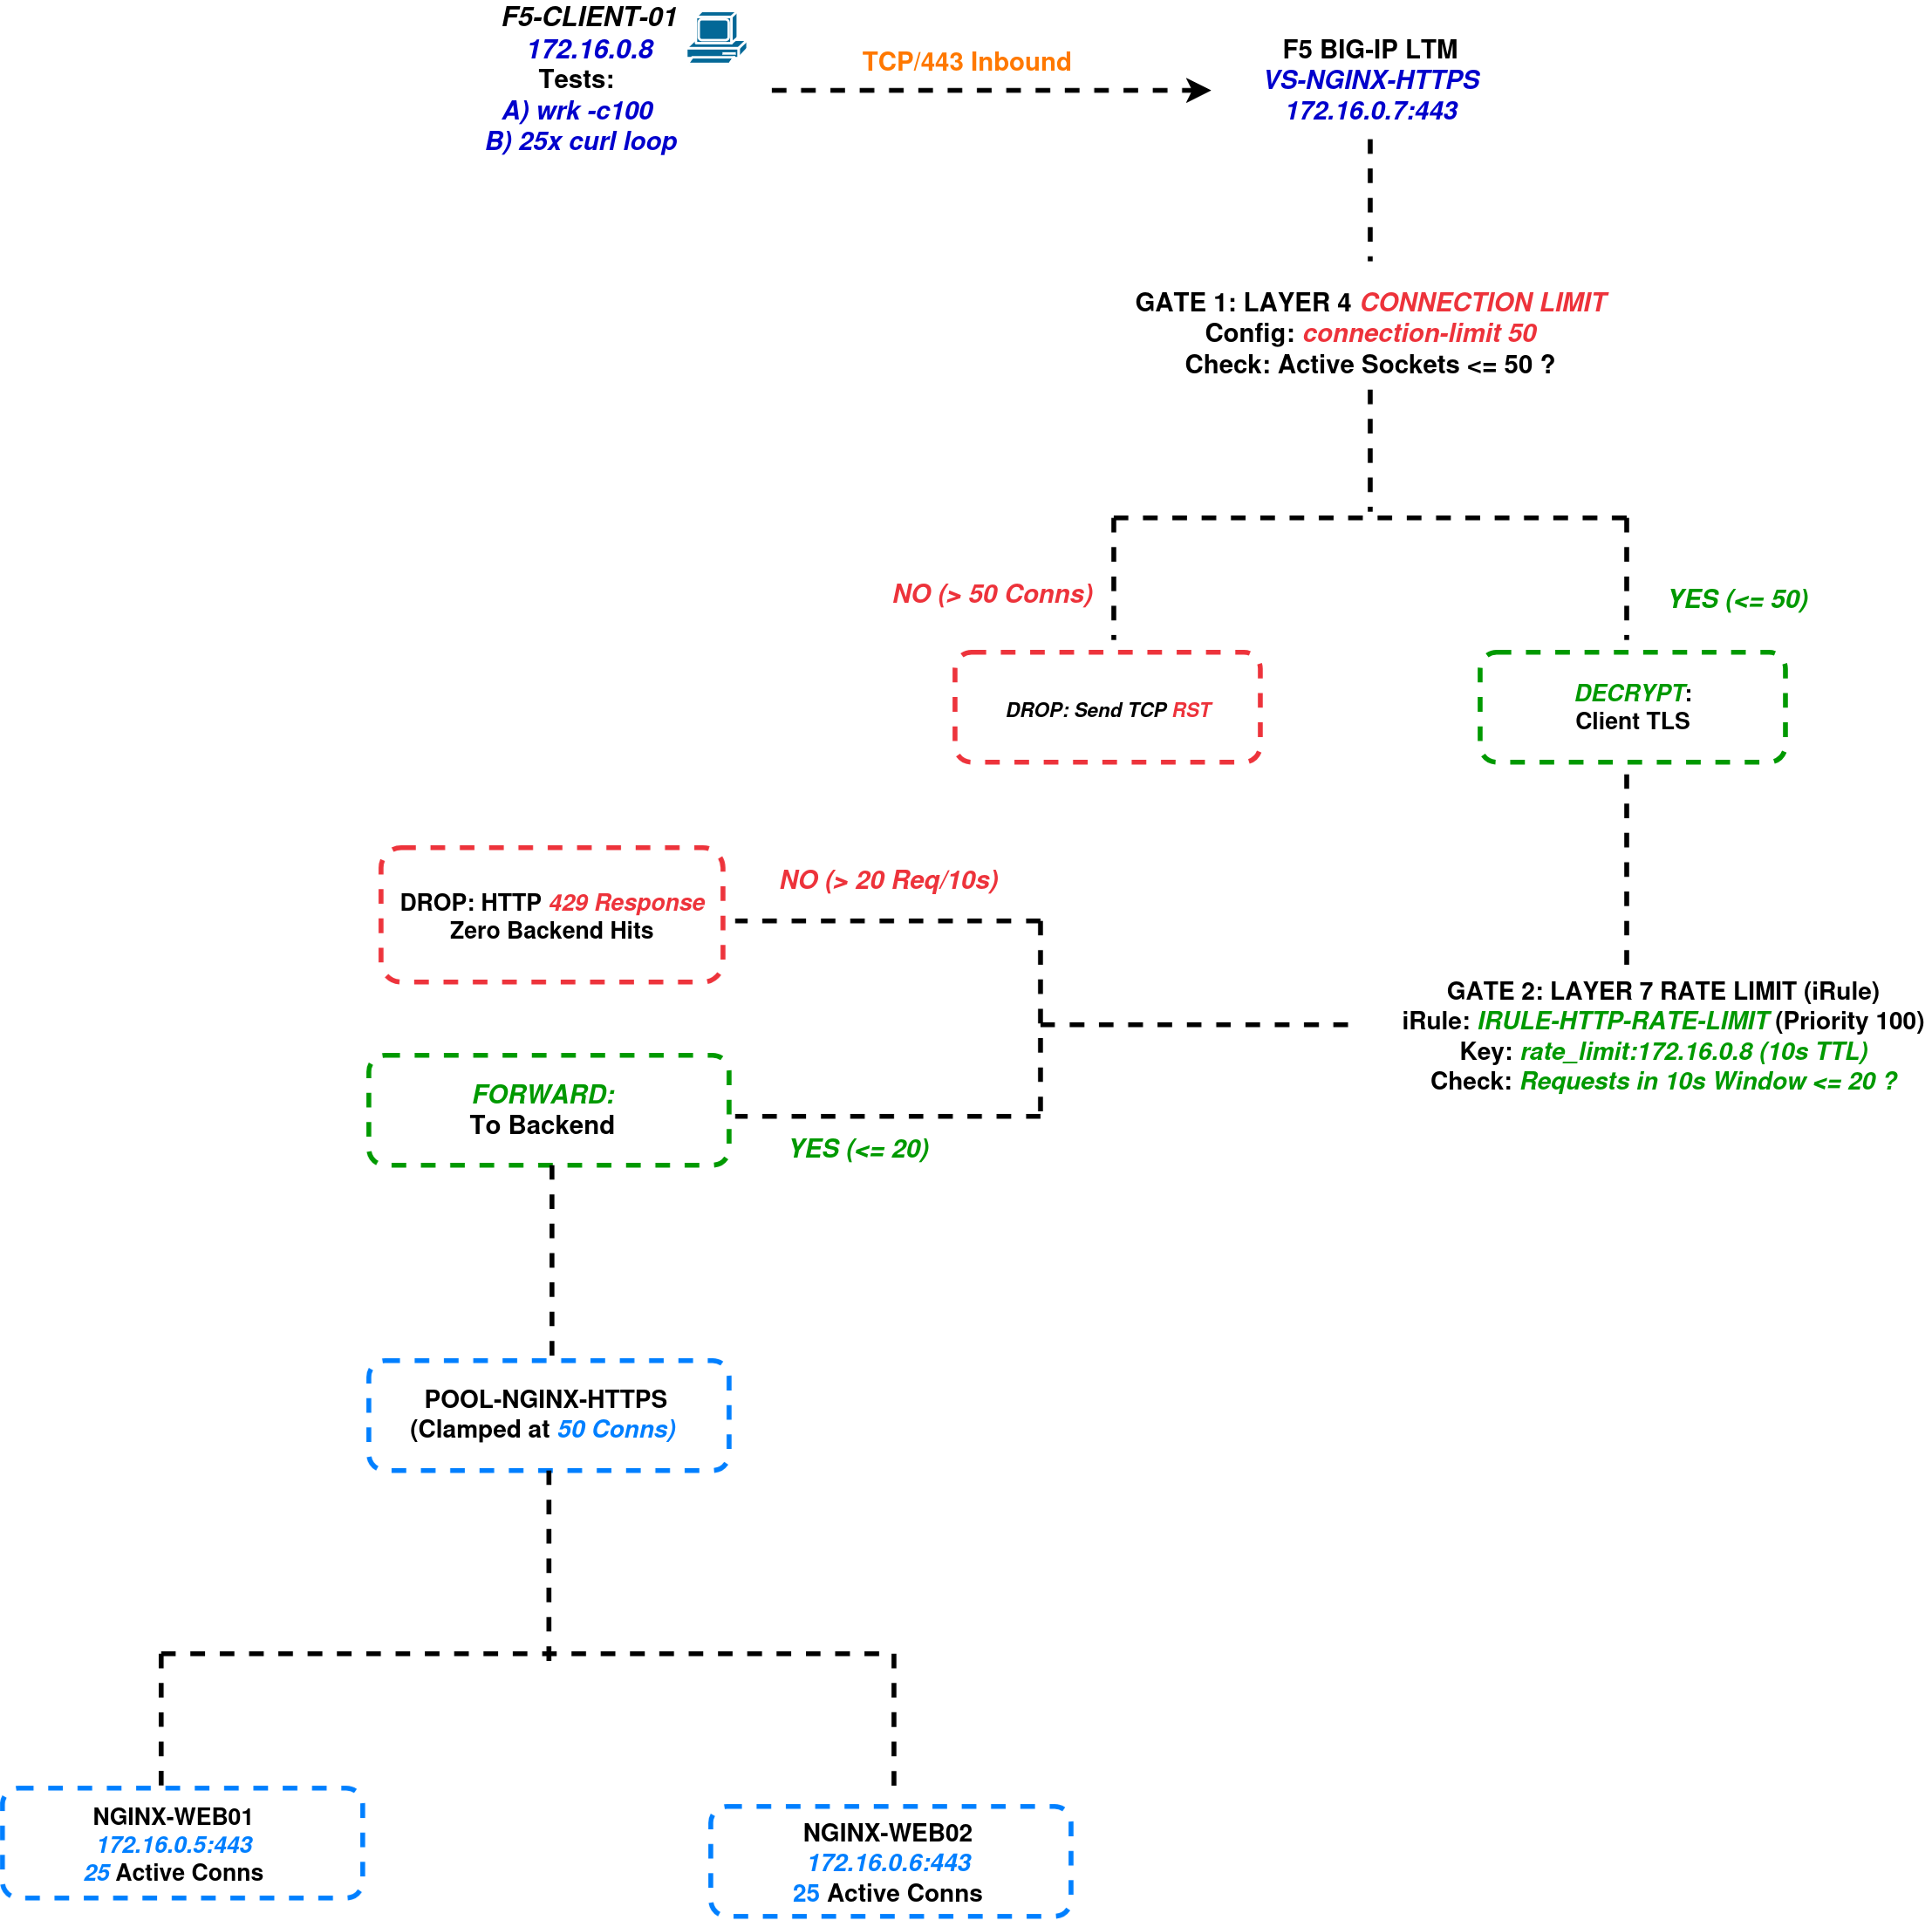 F5-CLIENT-01
172.16.0.8
Tests:
A) wrk -c100
B) 25x curl loop
TCP/443 Inbound
F5 BIG-IP LTM
VS-NGINX-HTTPS
172.16.0.7:443
GATE 1: LAYER 4 CONNECTION LIMIT
Config: connection-limit 50
Check: Active Sockets <= 50 ?
NO (> 50 Conns)
YES (<= 50)
DROP: Send TCP RST
DECRYPT:
Client TLS
GATE 2: LAYER 7 RATE LIMIT (iRule)
iRule: IRULE-HTTP-RATE-LIMIT (Priority 100)
Key: rate_limit:172.16.0.8 (10s TTL)
Check: Requests in 10s Window <= 20 ?
NO (> 20 Req/10s)
DROP: HTTP 429 Response
Zero Backend Hits
FORWARD:
To Backend
YES (<= 20)
POOL-NGINX-HTTPS
(Clamped at 50 Conns)
NGINX-WEB01
172.16.0.5:443
25 Active Conns
NGINX-WEB02
172.16.0.6:443
25 Active Conns